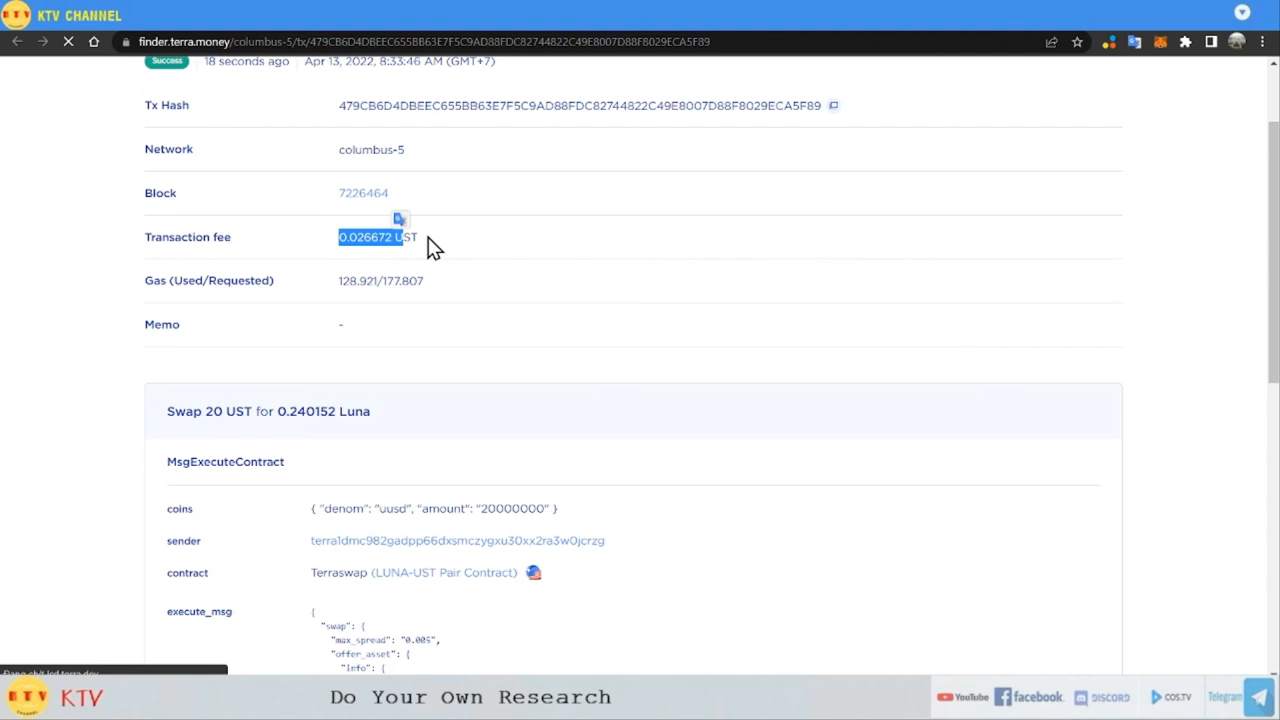 KTV CHANNEL
finder.terra.money/columbus-5/tx/479CB6D4DBEEC655BB63E7F5C9AD88FDC82744822C49E8007D88F8029ECA5F89
Success 18 seconds ago Apr 13, 2022, 8:33:46 AM (GMT+7)
Tx Hash 479CB6D4DBEEC655BB63E7F5C9AD88FDC82744822C49E8007D88F8029ECA5F89
Network columbus-5
Block 7226464
Transaction fee 0.026672 UST
Gas (Used/Requested) 128.921/177.807
Memo -
Swap 20 UST for 0.240152 Luna
MsgExecuteContract
coins { "denom": "uusd", "amount": "20000000" }
sender terra1dmc982gadpp66dxsmczygxu30xx2ra3w0jcrzg
contract Terraswap (LUNA-UST Pair Contract)
execute_msg {
"swap": {
"max_spread": "0.005",
"offer_asset": {
"info": {
KTV CHANNEL KTV Do Your Own Research YouTube facebook. DISCORD COS.TV Telegram